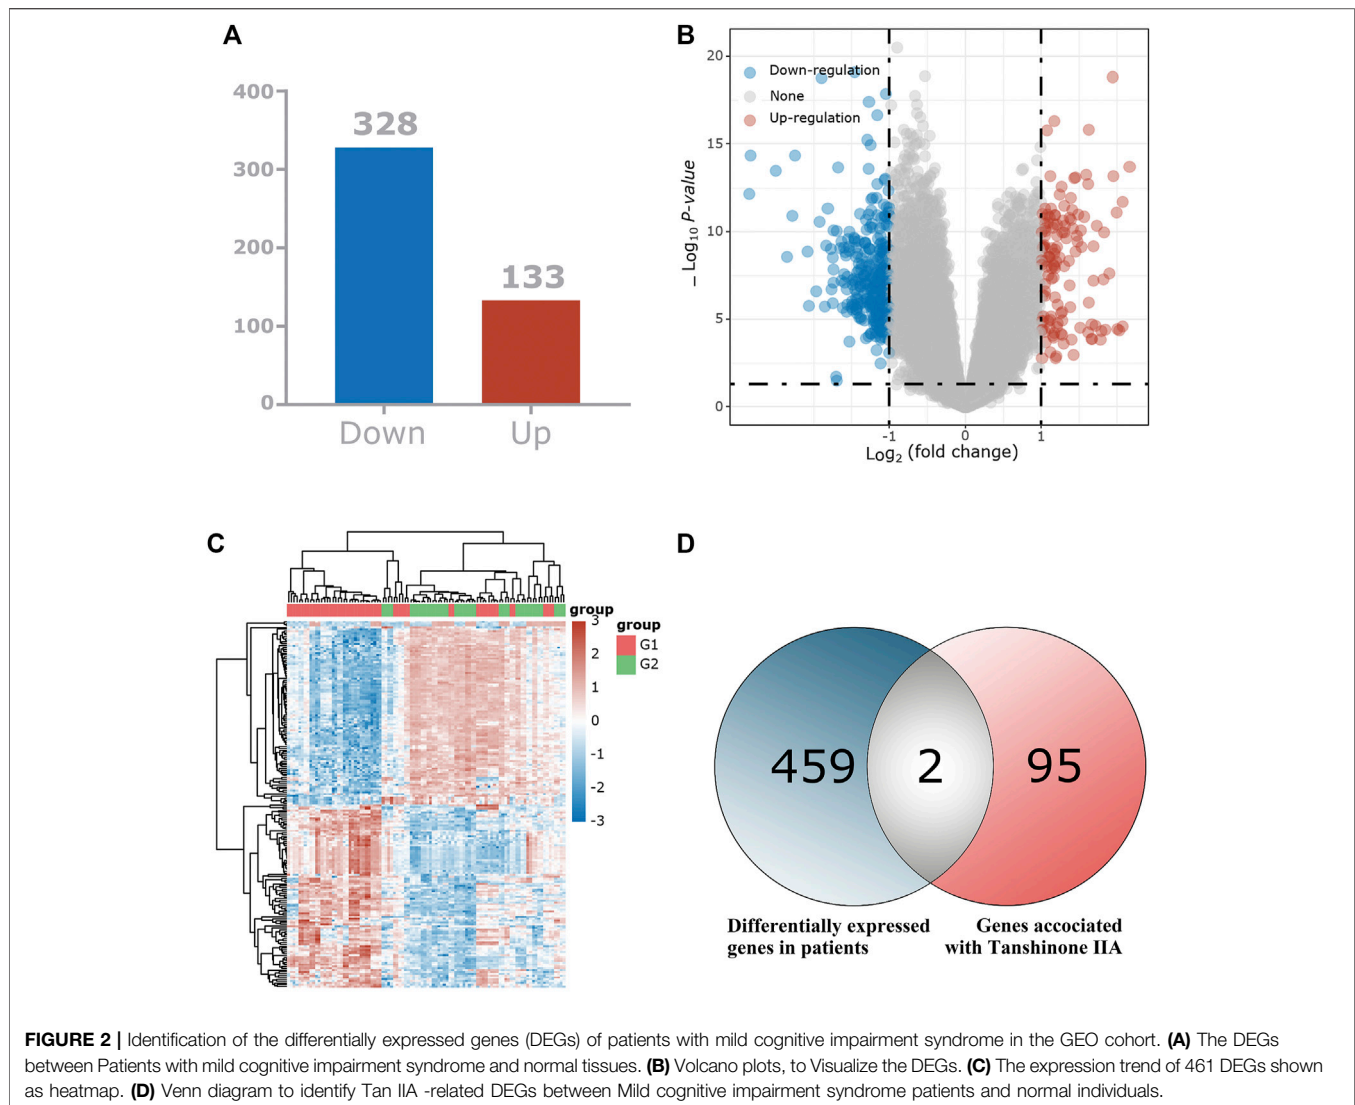 A
400
300
200
100
0
328
133
Down
Up
B
20
15
10
5
0
− Log10 P-value
Down-regulation
None
Up-regulation
-1
0
1
Log2 (fold change)
C
group
3
2
1
0
-1
-2
-3
group
G1
G2
D
459
2
95
Differentially expressed
genes in patients
Genes accociated
with Tanshinone IIA
FIGURE 2 | Identification of the differentially expressed genes (DEGs) of patients with mild cognitive impairment syndrome in the GEO cohort. (A) The DEGs
between Patients with mild cognitive impairment syndrome and normal tissues. (B) Volcano plots, to Visualize the DEGs. (C) The expression trend of 461 DEGs shown
as heatmap. (D) Venn diagram to identify Tan IIA -related DEGs between Mild cognitive impairment syndrome patients and normal individuals.